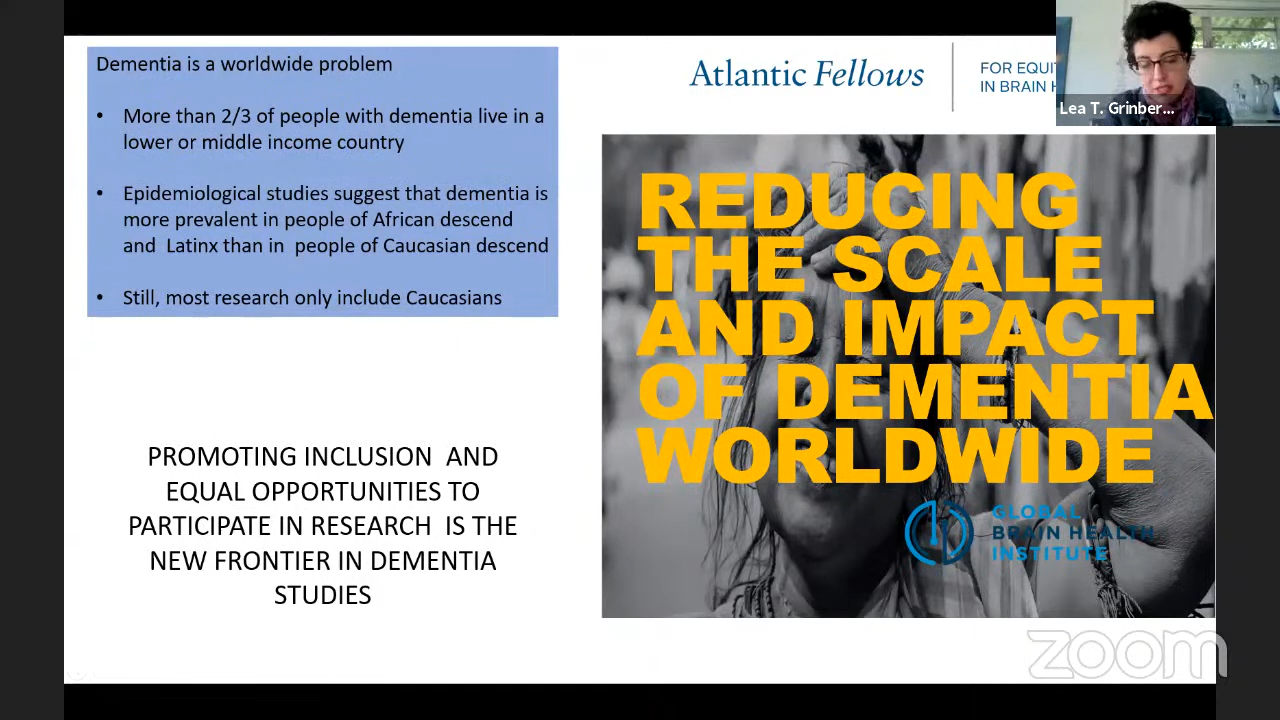 Dementia is a worldwide problem
• More than 2/3 of people with dementia live in a
lower or middle income country
• Epidemiological studies suggest that dementia is
more prevalent in people of African descend
and Latinx than in people of Caucasian descend
• Still, most research only include Caucasians
PROMOTING INCLUSION AND
EQUAL OPPORTUNITIES TO
PARTICIPATE IN RESEARCH IS THE
NEW FRONTIER IN DEMENTIA
STUDIES
Atlantic Fellows
FOR EQUI
IN BRAIN H
Lea T. Grinber...
REDUCING
THE SCALE
AND IMPACT
OF DEMENTIA
WORLDWIDE
GLOBAL
BRAIN HEALTH
INSTITUTE
zoom